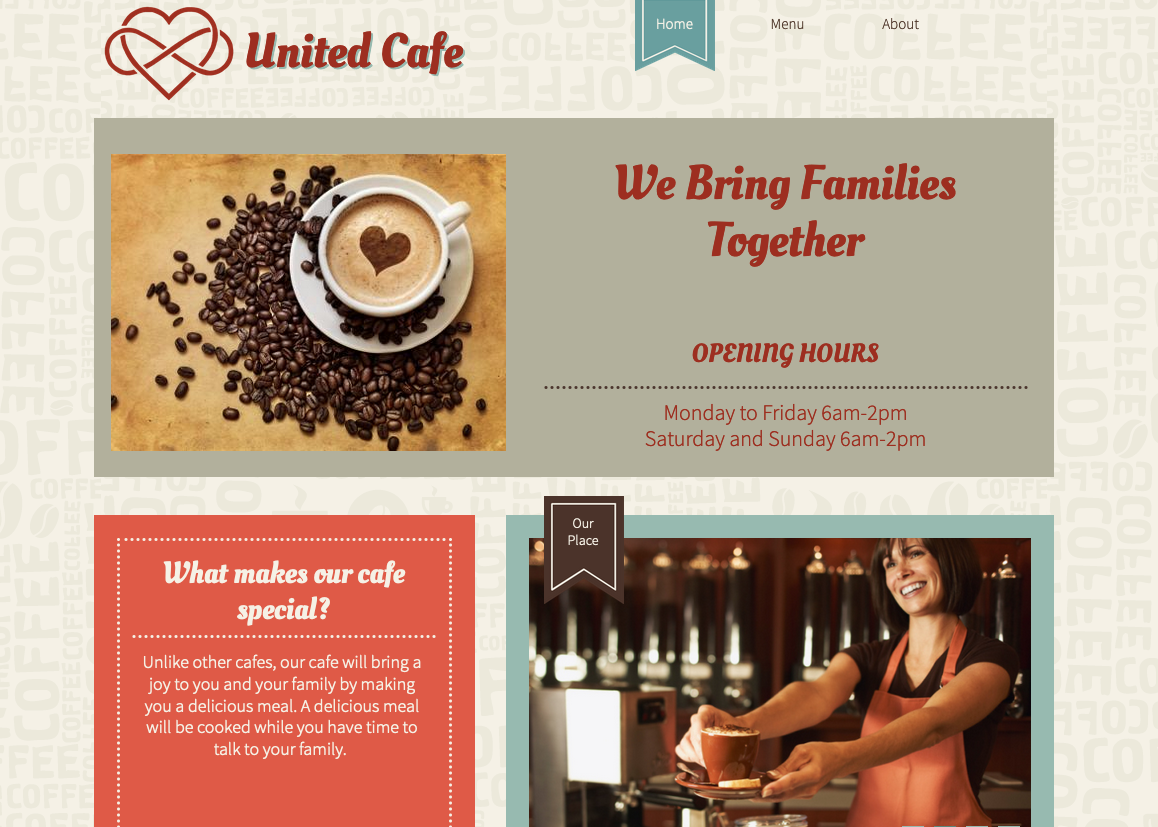 United Cafe
Home
Menu
About
We Bring Families
Together
OPENING HOURS
Monday to Friday 6am-2pm
Saturday and Sunday 6am-2pm
What makes our cafe
special?
Unlike other cafes, our cafe will bring a
joy to you and your family by making
you a delicious meal. A delicious meal
will be cooked while you have time to
talk to your family.
Our
Place